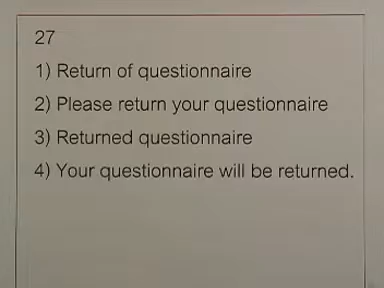 27
1) Return of questionnaire
2) Please return your questionnaire
3) Returned questionnaire
4) Your questionnaire will be returned.